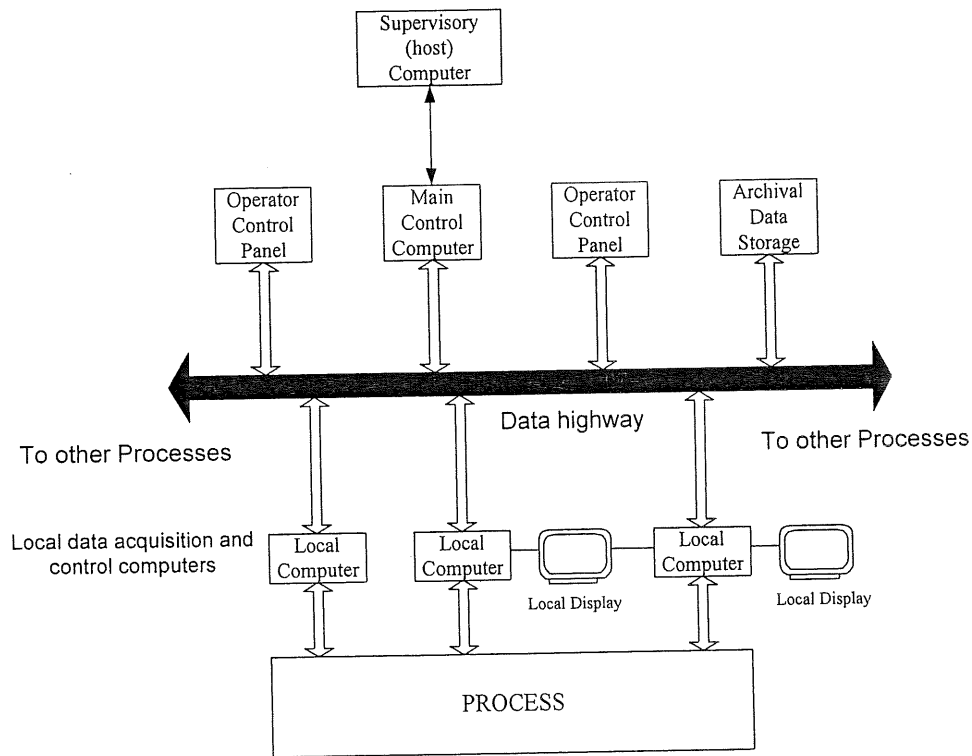 Supervisory
(host)
Computer
Operator
Control
Panel
Main
Control
Computer
Operator
Control
Panel
Archival
Data
Storage
Data highway
To other Processes
To other Processes
Local data acquisition and
control computers
Local
Computer
Local
Computer
Local Display
Local
Computer
Local Display
PROCESS